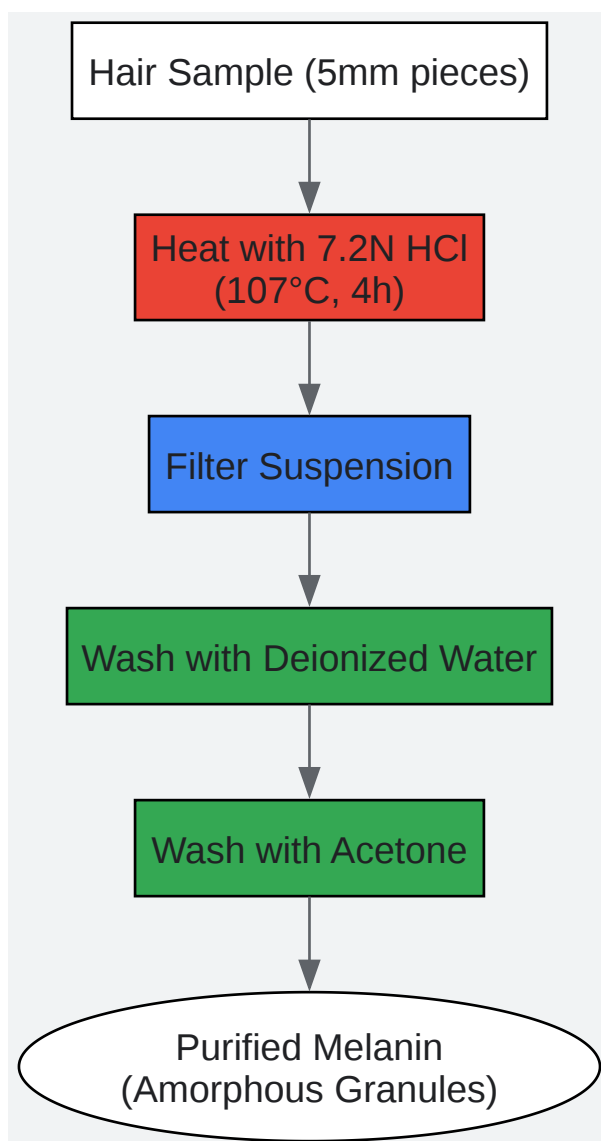 Hair Sample (5mm pieces)
Heat with 7.2N HCl
(107°C, 4h)
Filter Suspension
Wash with Deionized Water
Wash with Acetone
Purified Melanin
(Amorphous Granules)